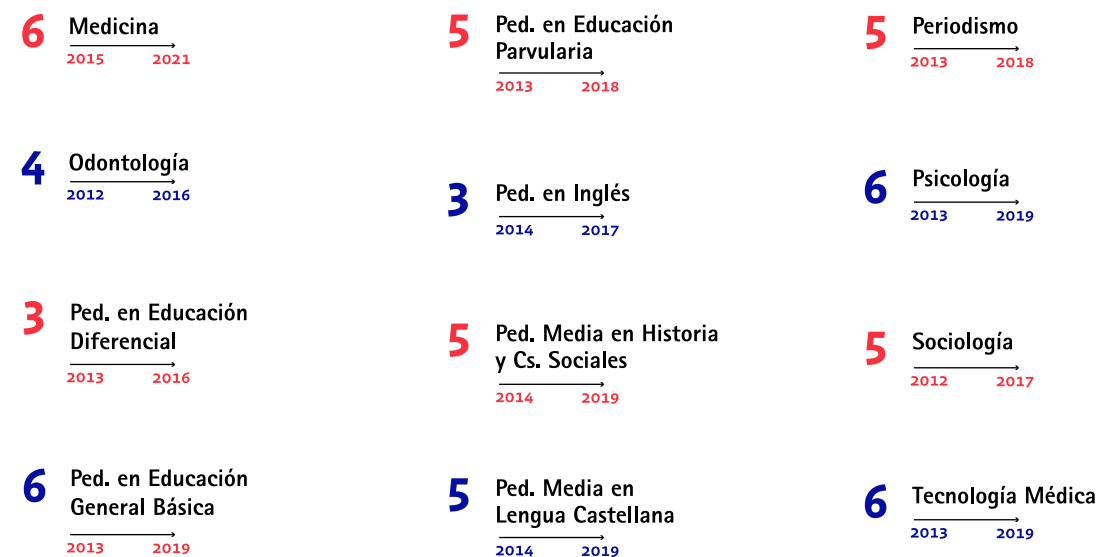 6 Medicina
2015 2021
4 Odontología
2012 2016
3 Ped. en Educación
Diferencial
2013 2016
6 Ped. en Educación
General Básica
2013 2019
5 Ped. en Educación
Parvularia
2013 2018
3 Ped. en Inglés
2014 2017
5 Ped. Media en Historia
y Cs. Sociales
2014 2019
5 Ped. Media en
Lengua Castellana
2014 2019
5 Periodismo
2013 2018
6 Psicología
2013 2019
5 Sociología
2012 2017
6 Tecnología Médica
2013 2019